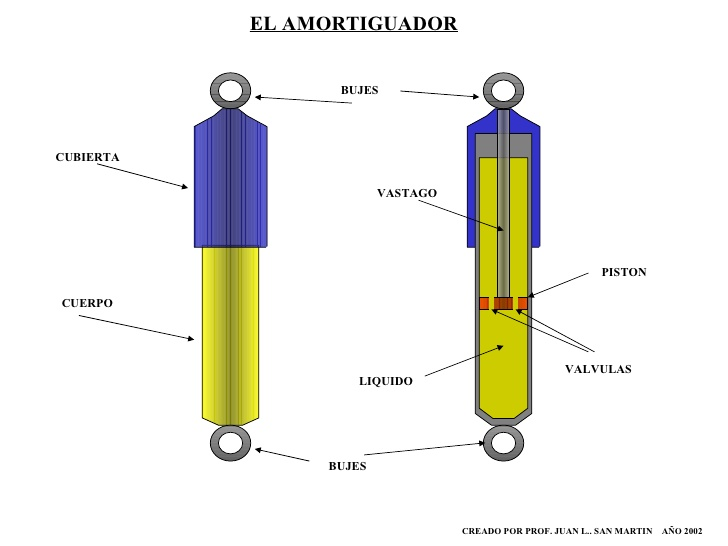 EL AMORTIGUADOR
BUJES
CUBIERTA
VASTAGO
PISTON
CUERPO
VALVULAS
LIQUIDO
BUJES
CREADO POR PROF. JUAN L.. SAN MARTIN AÑO 2002